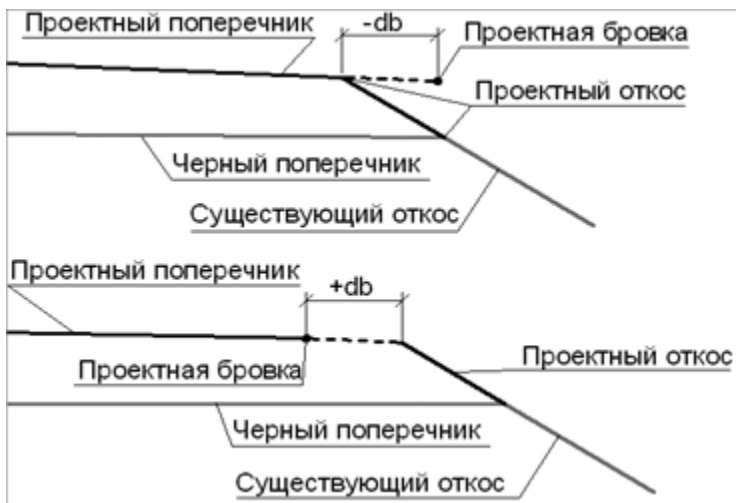 Проектный поперечник
-db
Проектная бровка
Проектный откос
Черный поперечник
Существующий откос
Проектный поперечник
+db
Проектный откос
Проектная бровка
Черный поперечник
Существующий откос